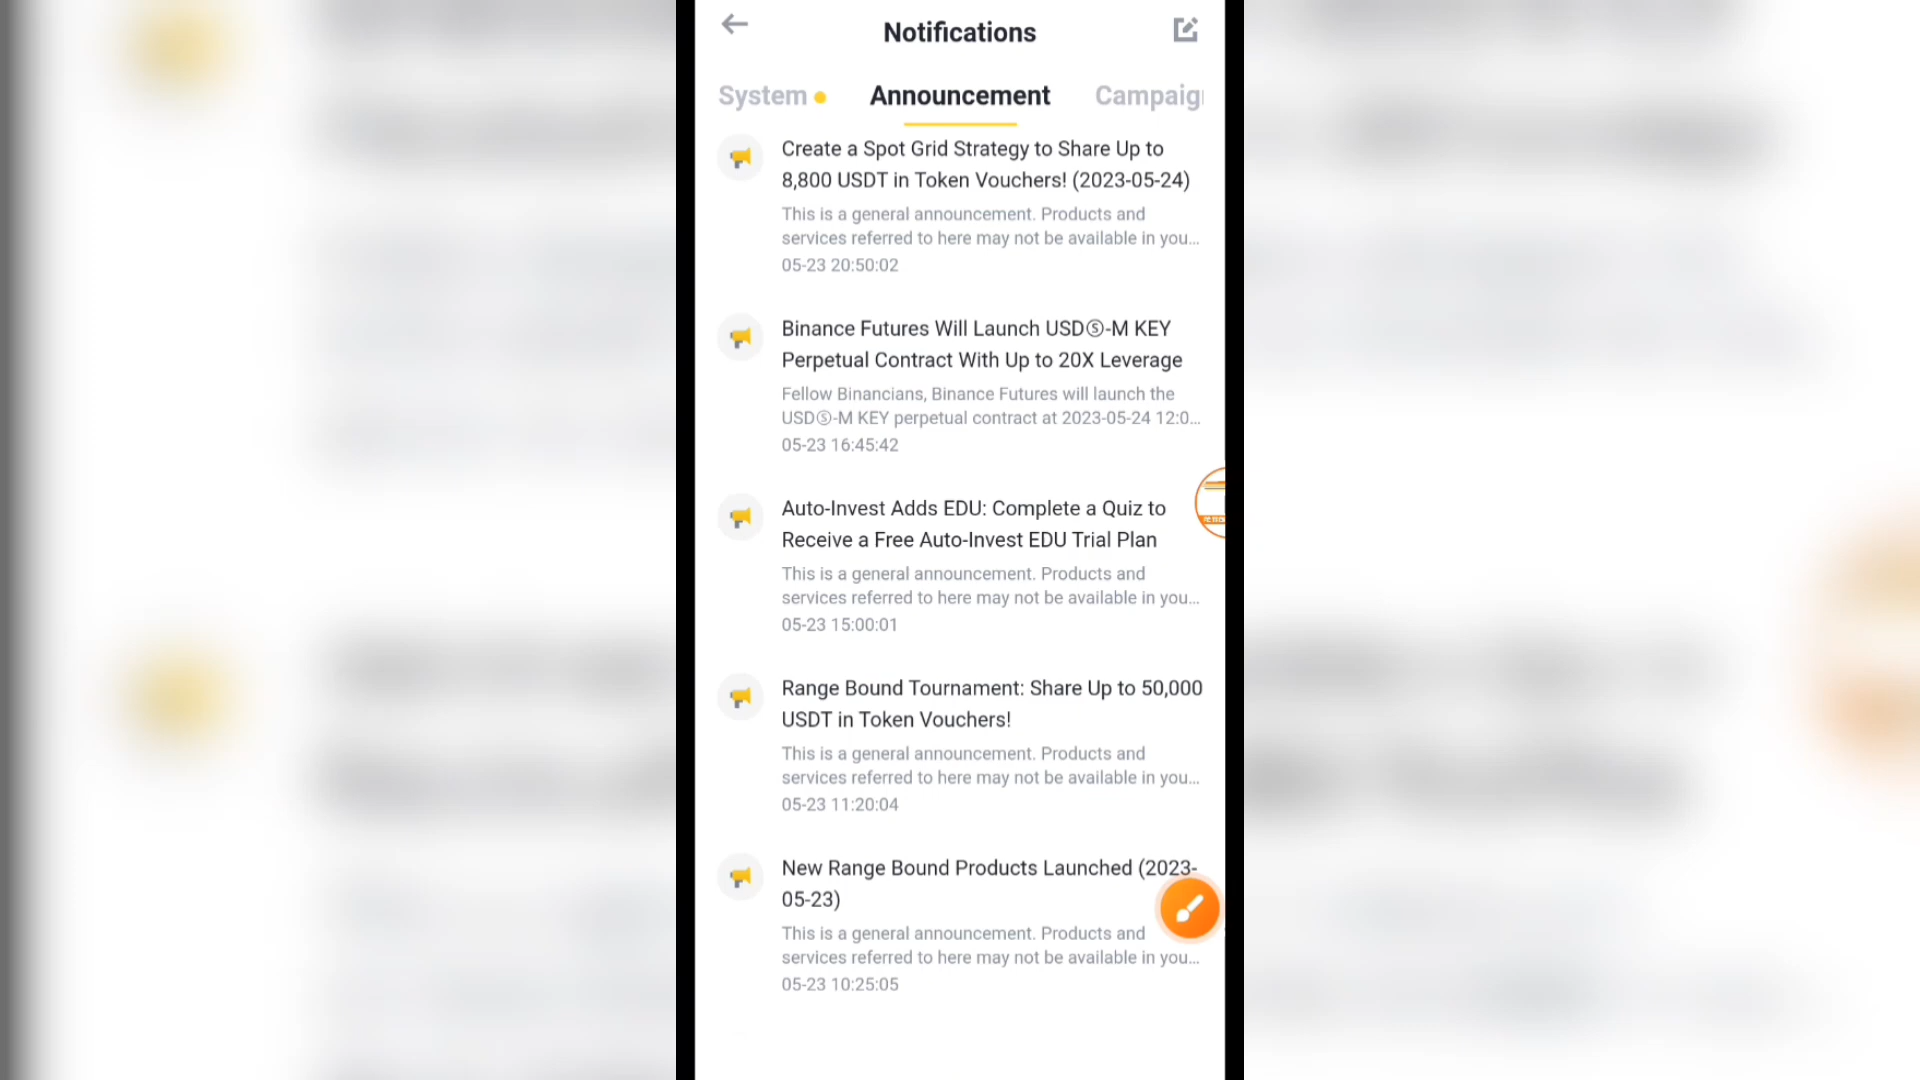 Notifications
System Announcement Campaig
Create a Spot Grid Strategy to Share Up to
8,800 USDT in Token Vouchers! (2023-05-24)
This is a general announcement. Products and
services referred to here may not be available in you...
05-23 20:50:02
Binance Futures Will Launch USDⓈ-M KEY
Perpetual Contract With Up to 20X Leverage
Fellow Binancians, Binance Futures will launch the
USDⓈ-M KEY perpetual contract at 2023-05-24 12:0...
05-23 16:45:42
Auto-Invest Adds EDU: Complete a Quiz to
Receive a Free Auto-Invest EDU Trial Plan
This is a general announcement. Products and
services referred to here may not be available in you...
05-23 15:00:01
Range Bound Tournament: Share Up to 50,000
USDT in Token Vouchers!
This is a general announcement. Products and
services referred to here may not be available in you...
05-23 11:20:04
New Range Bound Products Launched (2023-
05-23)
This is a general announcement. Products and
services referred to here may not be available in you...
05-23 10:25:05